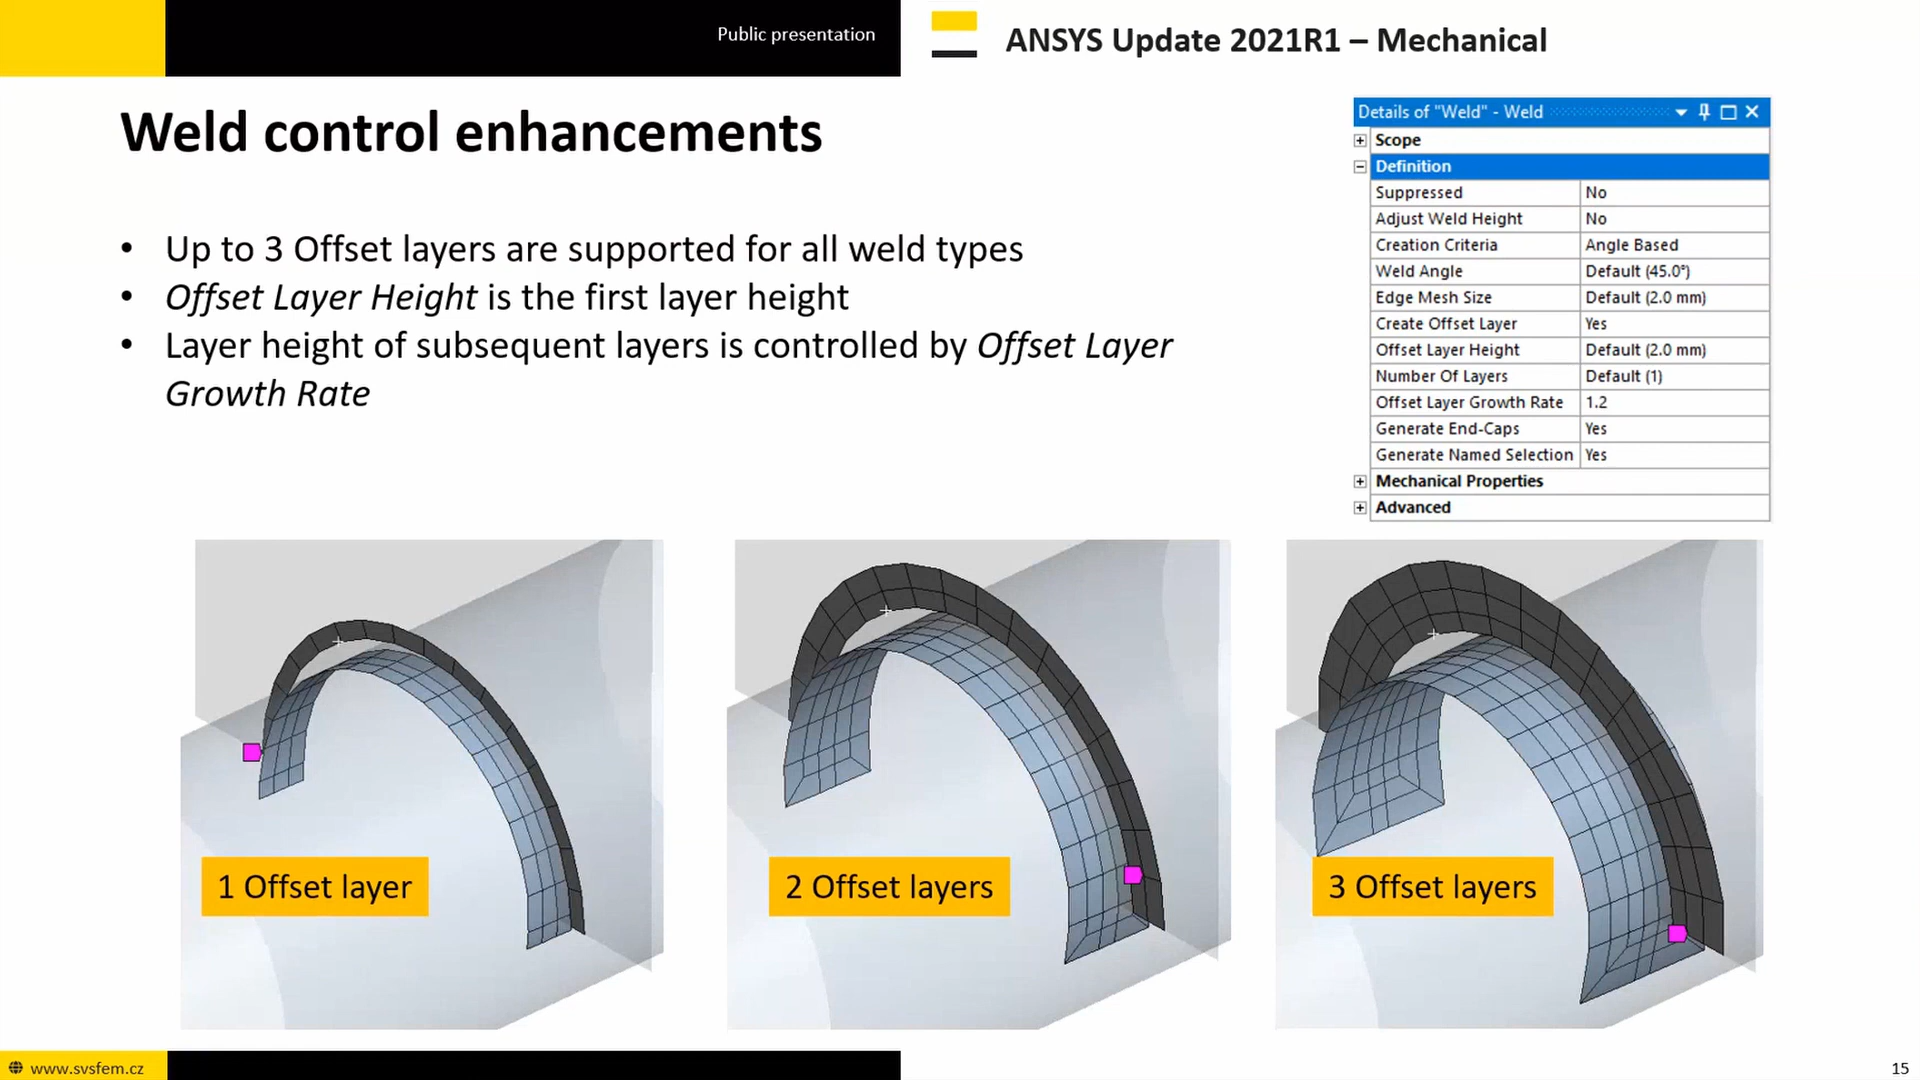 Public presentation
ANSYS Update 2021R1 – Mechanical
Weld control enhancements
• Up to 3 Offset layers are supported for all weld types
• Offset Layer Height is the first layer height
• Layer height of subsequent layers is controlled by Offset Layer
Growth Rate
Details of "Weld" - Weld
Scope
Definition
Suppressed No
Adjust Weld Height No
Creation Criteria Angle Based
Weld Angle Default (45.0°)
Edge Mesh Size Default (2.0 mm)
Create Offset Layer Yes
Offset Layer Height Default (2.0 mm)
Number Of Layers Default (1)
Offset Layer Growth Rate 1.2
Generate End-Caps Yes
Generate Named Selection Yes
Mechanical Properties
Advanced
1 Offset layer
2 Offset layers
3 Offset layers
www.svsfem.cz
15